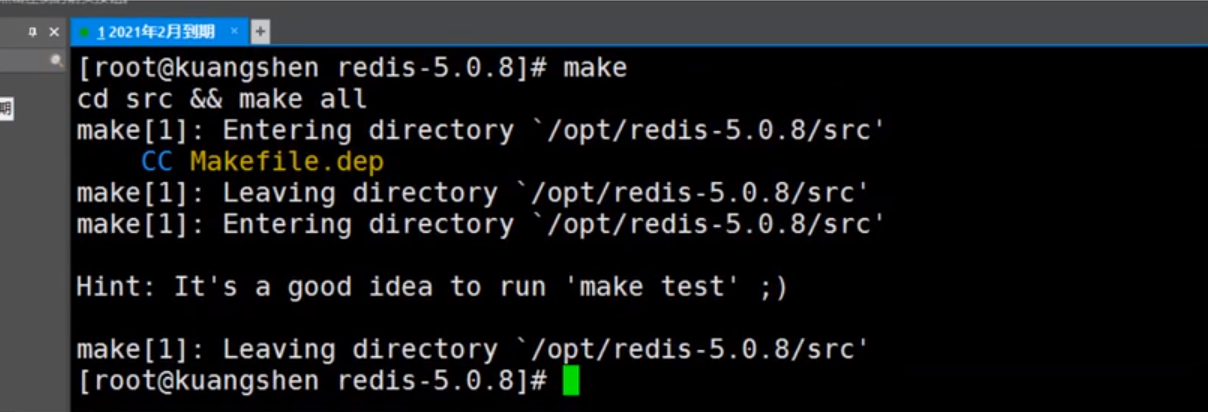 1 2021年2月到期
期
[root@kuangshen redis-5.0.8]# make
cd src && make all
make[1]: Entering directory `/opt/redis-5.0.8/src'
CC Makefile.dep
make[1]: Leaving directory `/opt/redis-5.0.8/src'
make[1]: Entering directory `/opt/redis-5.0.8/src'
Hint: It's a good idea to run 'make test' ;)
make[1]: Leaving directory `/opt/redis-5.0.8/src'
[root@kuangshen redis-5.0.8]#